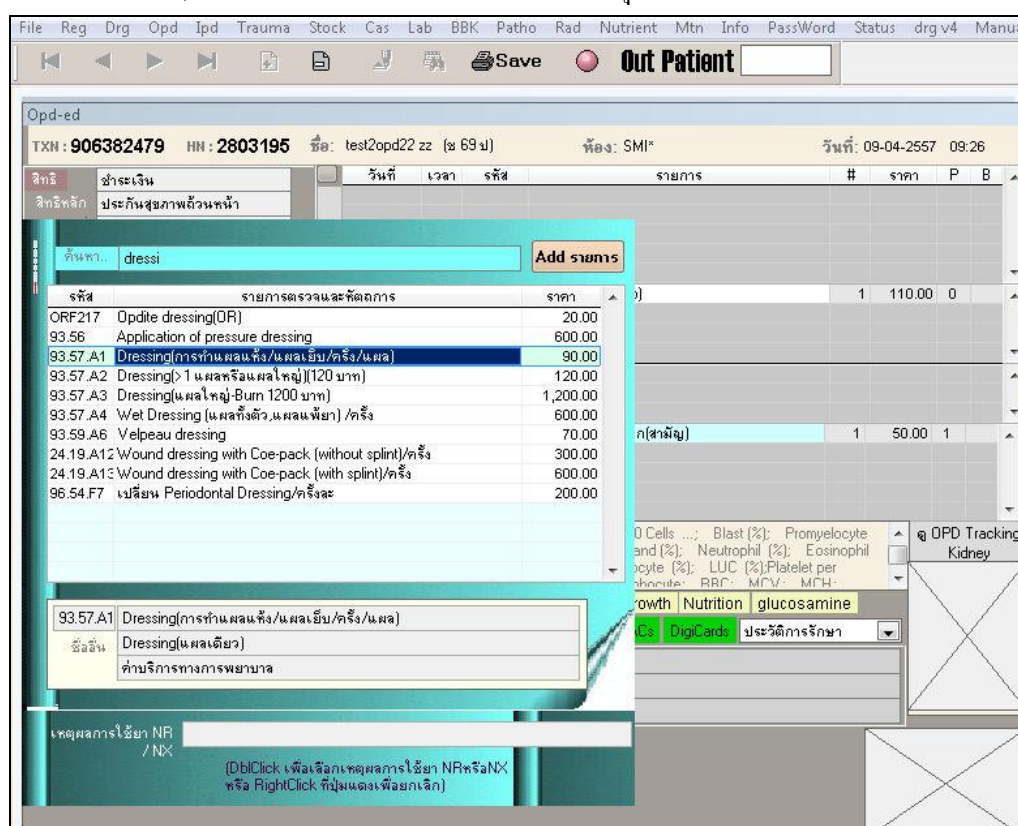 File Reg Drg Opd Ipd Trauma Stock Cas Lab BBK Patho Rad Nutrient Mtn Info PassWord Status drg v4
Save Out Patient
Opd-ed
TXN : 906382479 HN : 2803195 ชื่อ: test2opd22 zz (ช 69 ป) ห้อง: SMI* วันที่: 09-04-2557 09:26
สิทธิ ชำระเงิน วันที่ เวลา รหัส รายการ # ราคา P B
สิทธิหลัก ประกันสุขภาพถ้วนหน้า
ค้นหา.. dressi Add รายการ
รหัส รายการตรวจและหัตถการ ราคา
1 110.00 0
ORF217 Opdite dressing(OR) 20.00
93.56 Application of pressure dressing 600.00
93.57.A1 Dressing(การทำแผลแห้ง/แผลเย็บ/ครั้ง/แผล) 90.00
93.57.A2 Dressing(>1 แผลหรือแผลใหญ่)(120 บาท) 120.00
93.57.A3 Dressing(แผลใหญ่-Burn 1200 บาท) 1,200.00
93.57.A4 Wet Dressing (แผลทั้งตัว,แผลแพ้ยา) /ครั้ง 600.00
93.59.A6 Velpeau dressing 70.00
ก(สามัญ) 1 50.00 1
24.19.A12 Wound dressing with Coe-pack (without splint)/ครั้ง 300.00
24.19.A13 Wound dressing with Coe-pack (with splint)/ครั้ง 600.00
96.54.F7 เปลี่ยน Periodontal Dressing/ครั้งละ 200.00
0 Cells ...; Blast (%); Promyelocyte
and (%); Neutrophil (%); Eosinophil
ocyte (%); LUC (%);Platelet per
RBC; MCV; MCH;
ดู OPD Tracking
Kidney
rowth Nutrition glucosamine
ACs DigiCards ประวัติการรักษา
93.57.A1 Dressing(การทำแผลแห้ง/แผลเย็บ/ครั้ง/แผล)
ชื่ออื่น Dressing(แผลเดียว)
ค่าบริการทางการพยาบาล
เหตุผลการใช้ยา NR
/ NX
(DblClick เพื่อเลือกเหตุผลการใช้ยา NRหรือNX
หรือ RightClick ที่ปุ่มแดงเพื่อยกเลิก)